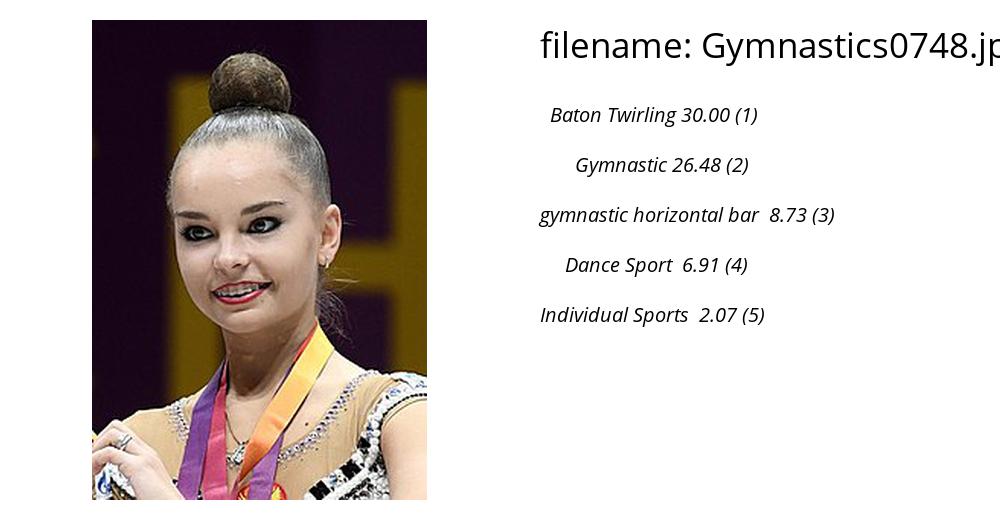 filename: Gymnastics0748.jp
Baton Twirling 30.00 (1)
Gymnastic 26.48 (2)
gymnastic horizontal bar 8.73 (3)
Dance Sport 6.91 (4)
Individual Sports 2.07 (5)